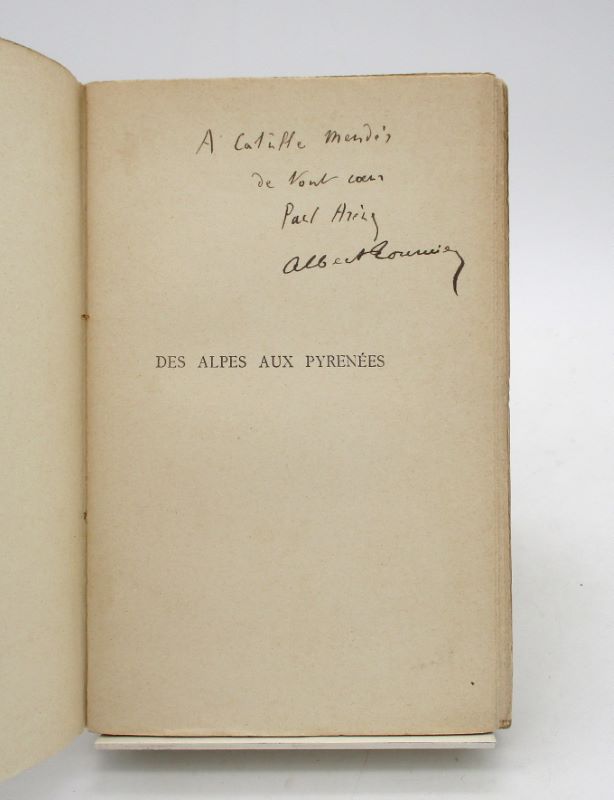 A Catulle Mendès
de tout cœur
Paul Arène
Albert Tournier
DES ALPES AUX PYRENÉES